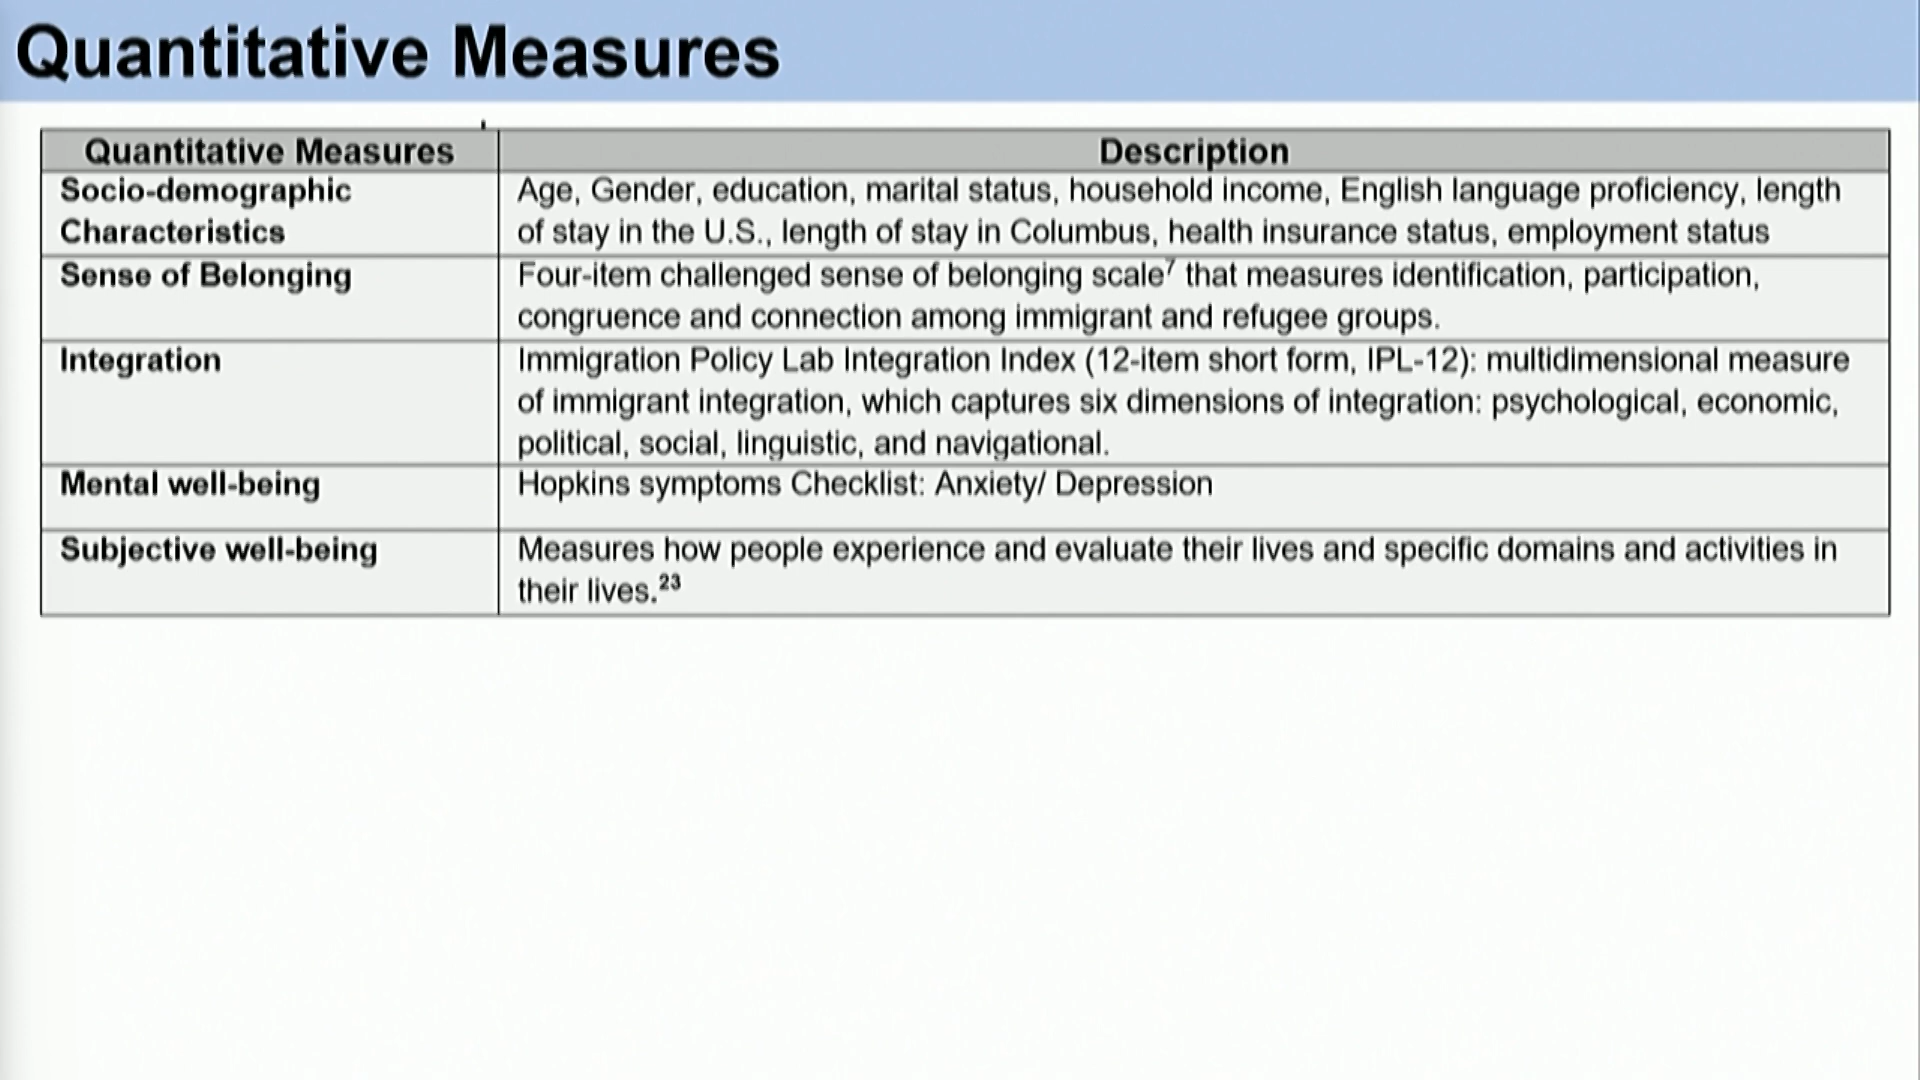 Quantitative Measures
Quantitative Measures
Description
Socio-demographic
Characteristics
Age, Gender, education, marital status, household income, English language proficiency, length
of stay in the U.S., length of stay in Columbus, health insurance status, employment status
Sense of Belonging
Four-item challenged sense of belonging scale⁷ that measures identification, participation,
congruence and connection among immigrant and refugee groups.
Integration
Immigration Policy Lab Integration Index (12-item short form, IPL-12): multidimensional measure
of immigrant integration, which captures six dimensions of integration: psychological, economic,
political, social, linguistic, and navigational.
Mental well-being
Hopkins symptoms Checklist: Anxiety/ Depression
Subjective well-being
Measures how people experience and evaluate their lives and specific domains and activities in
their lives.²³